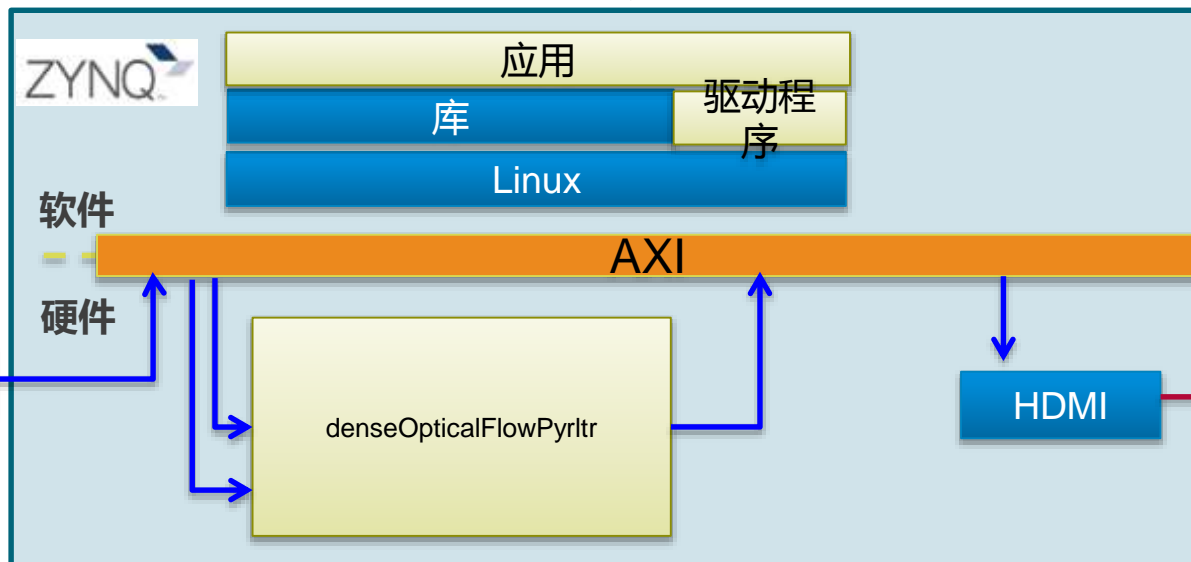 ZYNQ
应用
库
驱动程
序
Linux
软件
AXI
硬件
denseOpticalFlowPyrltr
HDMI